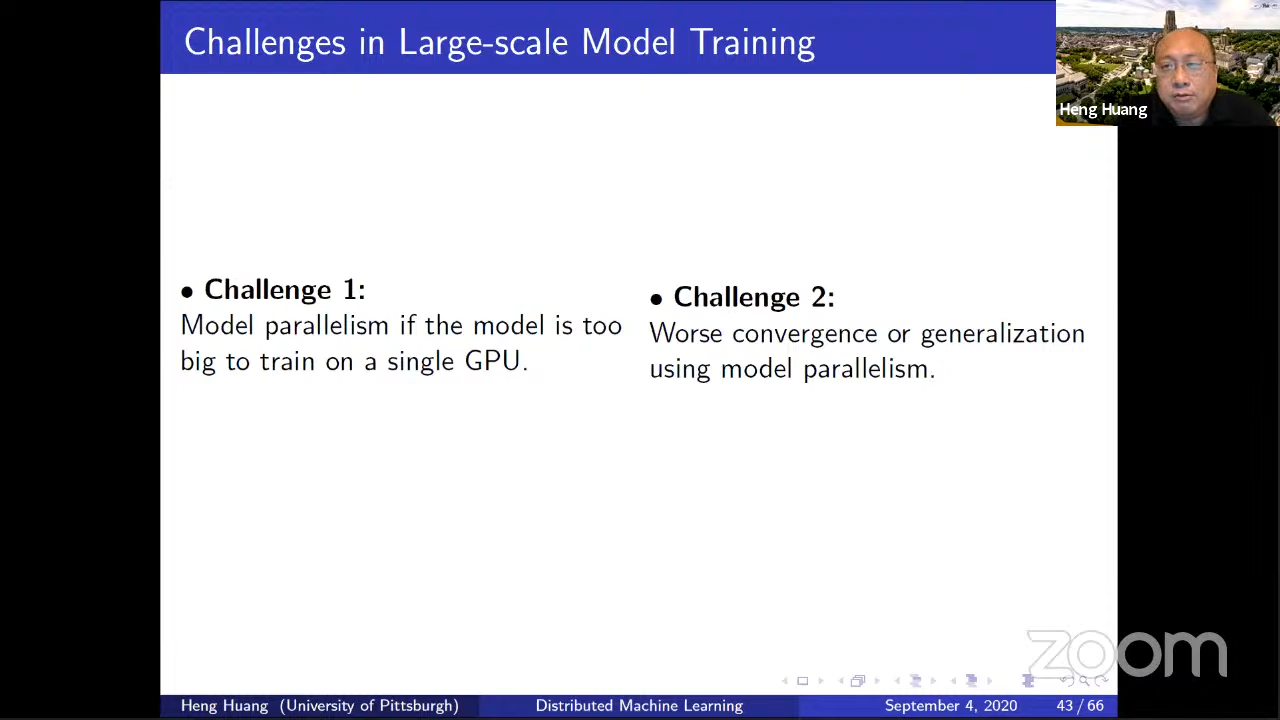 Challenges in Large-scale Model Training
Heng Huang
• Challenge 1:
Model parallelism if the model is too
big to train on a single GPU.
• Challenge 2:
Worse convergence or generalization
using model parallelism.
zoom
Heng Huang (University of Pittsburgh)
Distributed Machine Learning
September 4, 2020
43 / 66